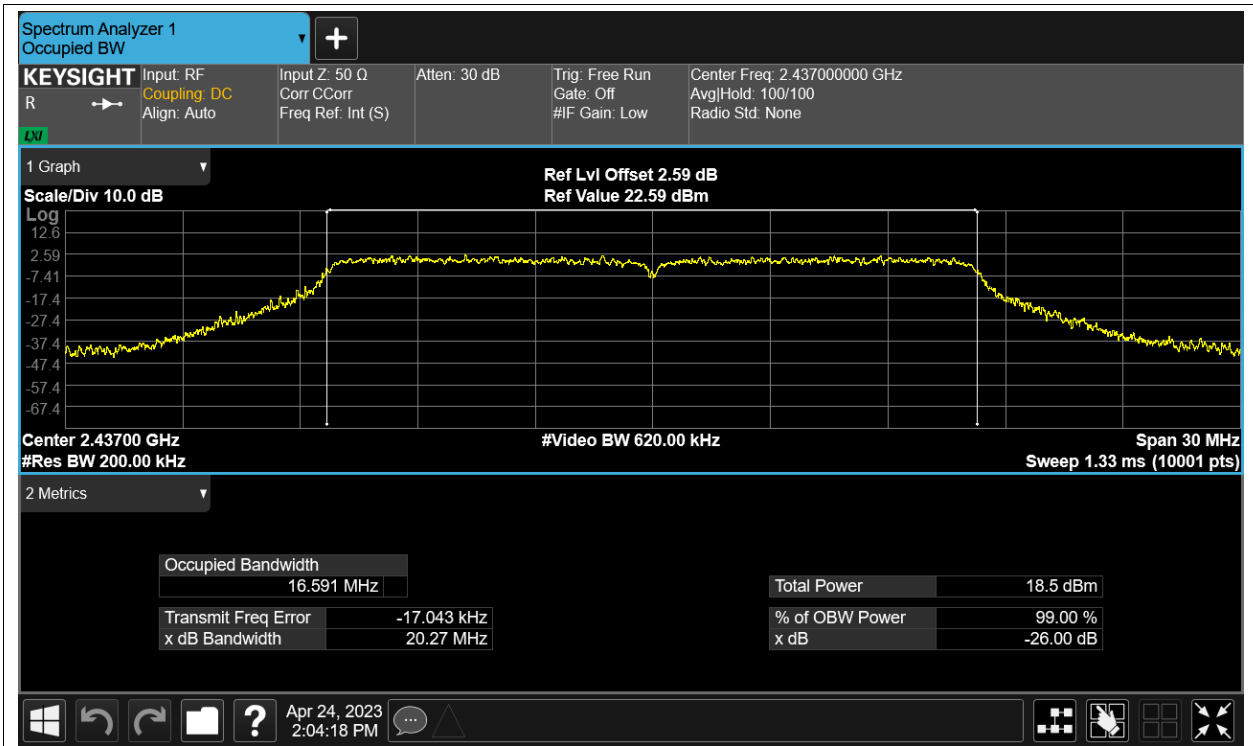 Spectrum Analyzer 1
Occupied BW
KEYSIGHT
R
LXI
Input: RF
Coupling: DC
Align: Auto
Input Z: 50 Ω
Corr CCorr
Freq Ref: Int (S)
Atten: 30 dB
Trig: Free Run
Gate: Off
#IF Gain: Low
Center Freq: 2.437000000 GHz
Avg|Hold: 100/100
Radio Std: None
1 Graph
Scale/Div 10.0 dB
Ref Lvl Offset 2.59 dB
Ref Value 22.59 dBm
Log
12.6
2.59
-7.41
-17.4
-27.4
-37.4
-47.4
-57.4
-67.4
Center 2.43700 GHz
#Video BW 620.00 kHz
Span 30 MHz
#Res BW 200.00 kHz
Sweep 1.33 ms (10001 pts)
2 Metrics
Occupied Bandwidth
16.591 MHz
Total Power 18.5 dBm
Transmit Freq Error -17.043 kHz
% of OBW Power 99.00 %
x dB Bandwidth 20.27 MHz
x dB -26.00 dB
?
Apr 24, 2023
2:04:18 PM